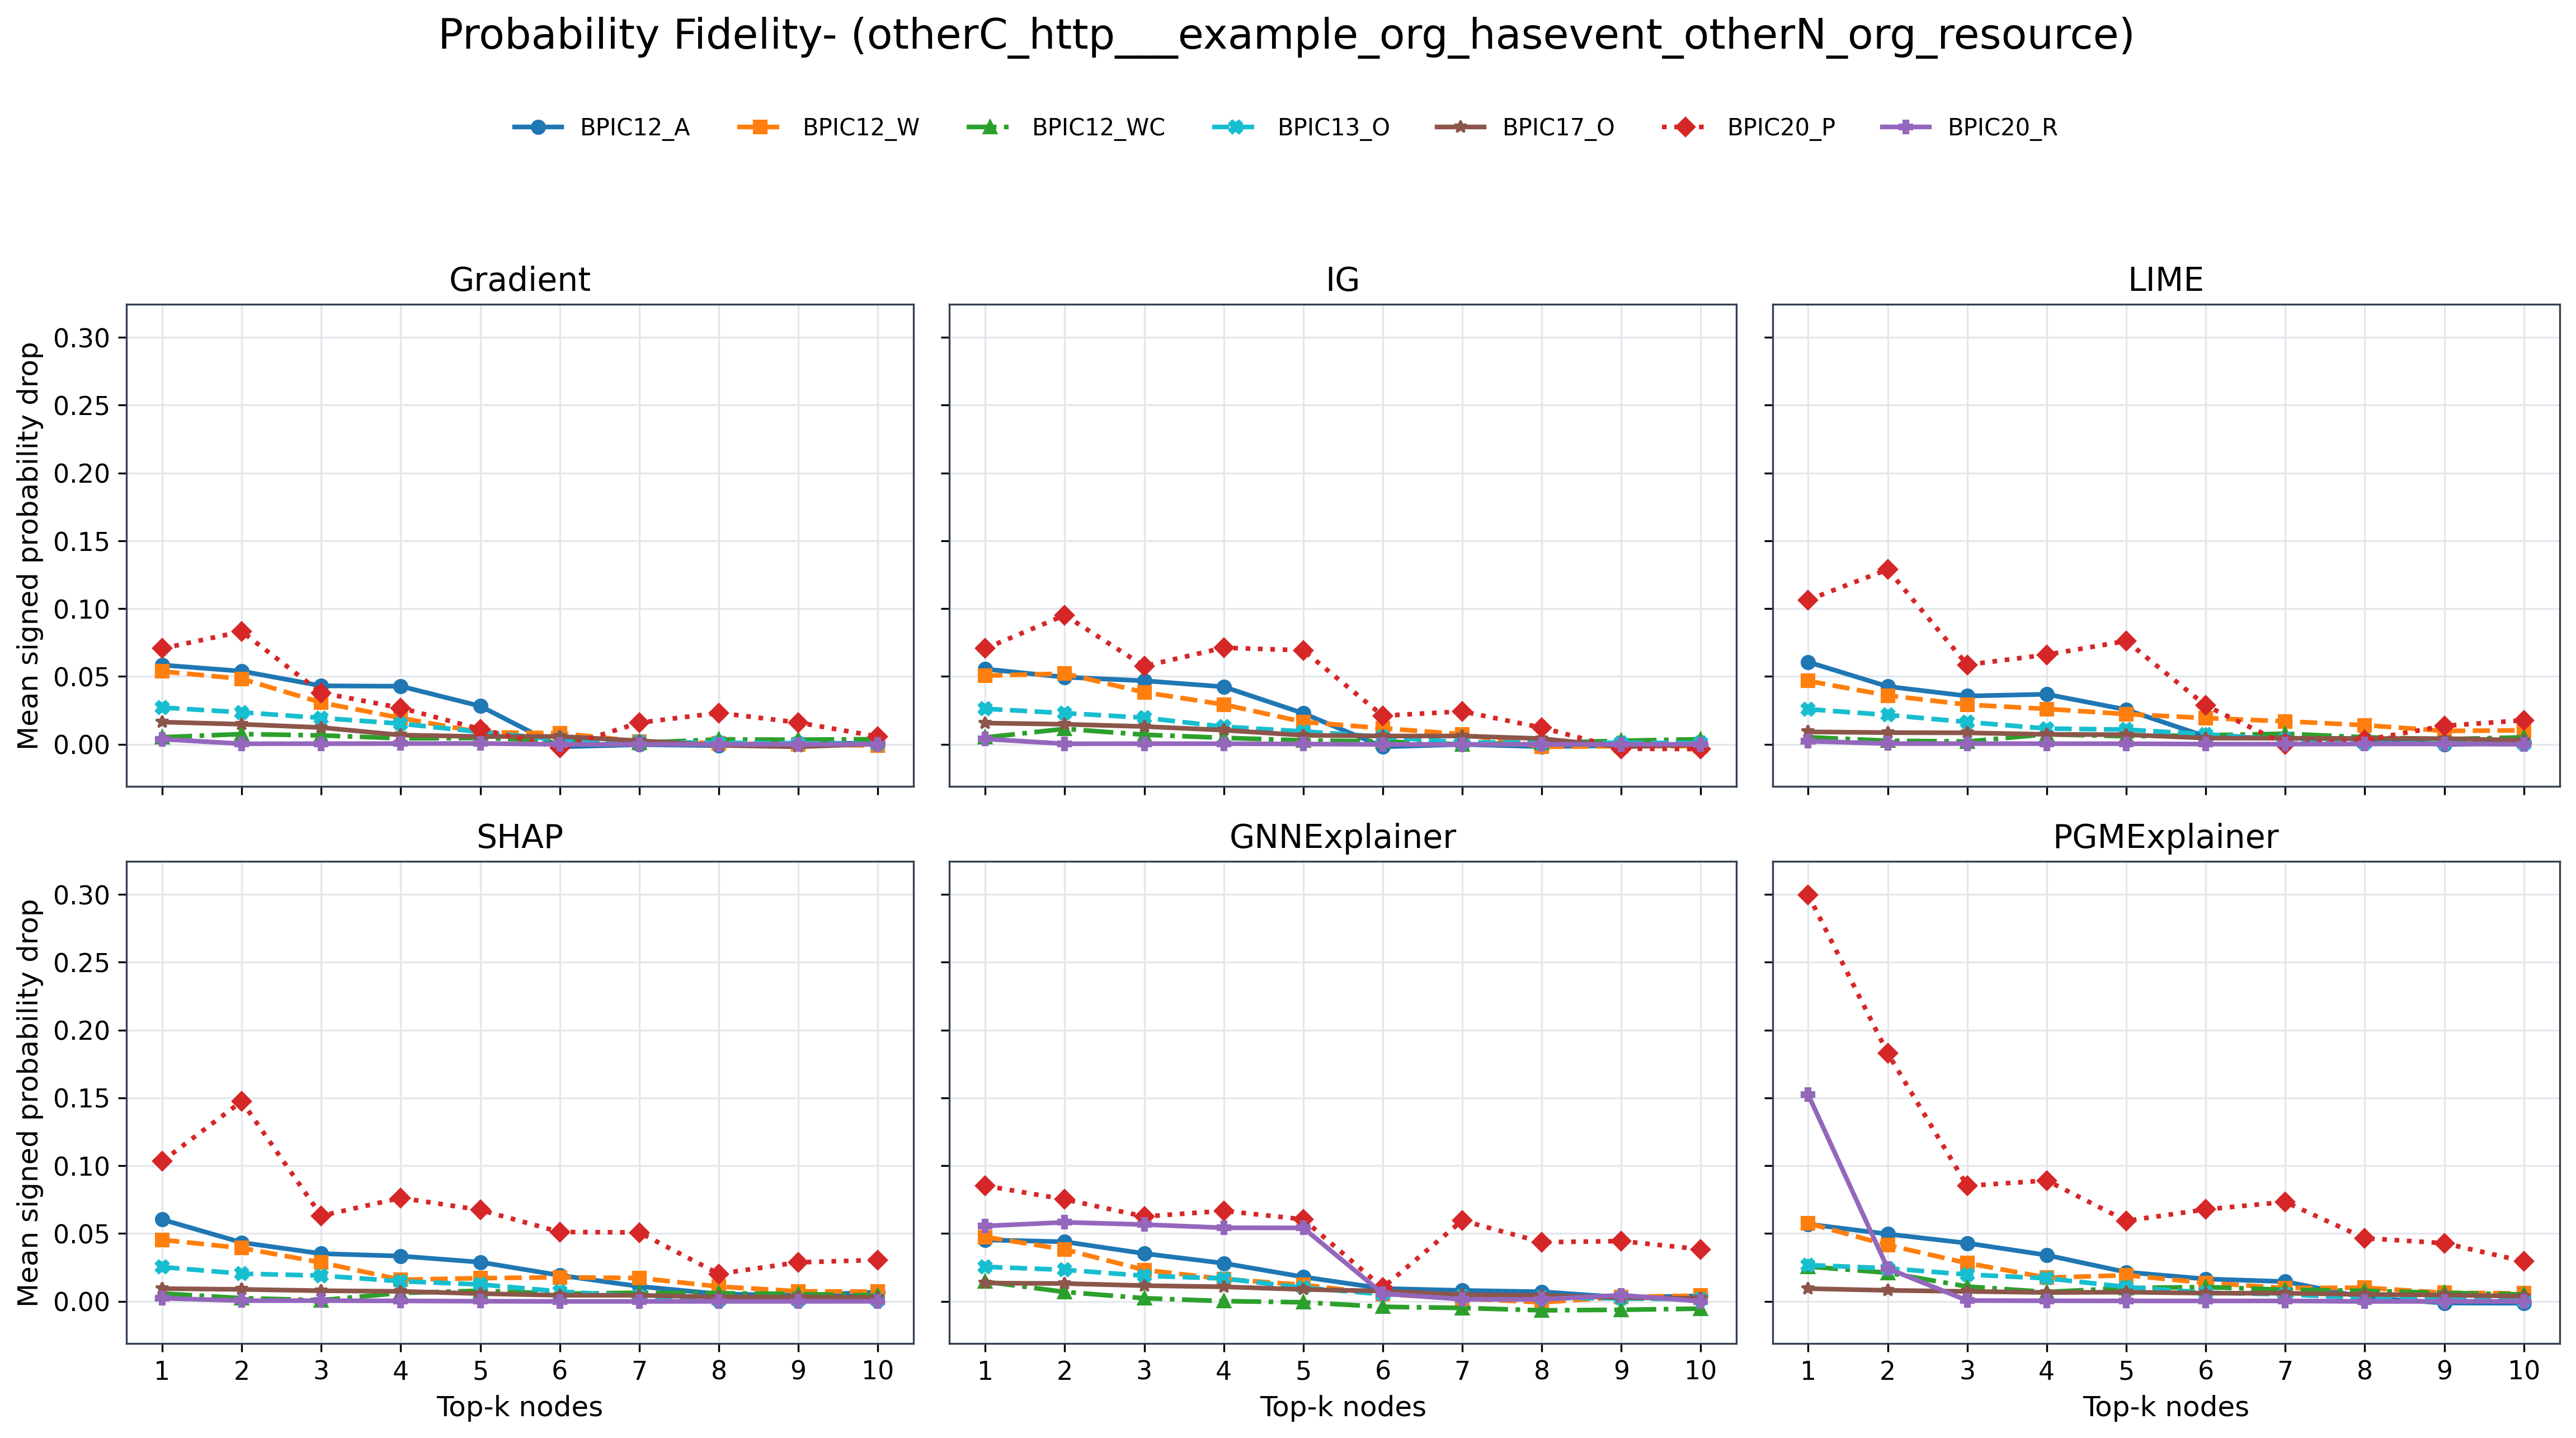 Probability Fidelity- (otherC_http___example_org_hasevent_otherN_org_resource)
BPIC12_A BPIC12_W BPIC12_WC BPIC13_O BPIC17_O BPIC20_P BPIC20_R
Gradient IG LIME
Mean signed probability drop
0.30
0.25
0.20
0.15
0.10
0.05
0.00
SHAP GNNExplainer PGMExplainer
Mean signed probability drop
0.30
0.25
0.20
0.15
0.10
0.05
0.00
1 2 3 4 5 6 7 8 9 10 1 2 3 4 5 6 7 8 9 10 1 2 3 4 5 6 7 8 9 10
Top-k nodes Top-k nodes Top-k nodes